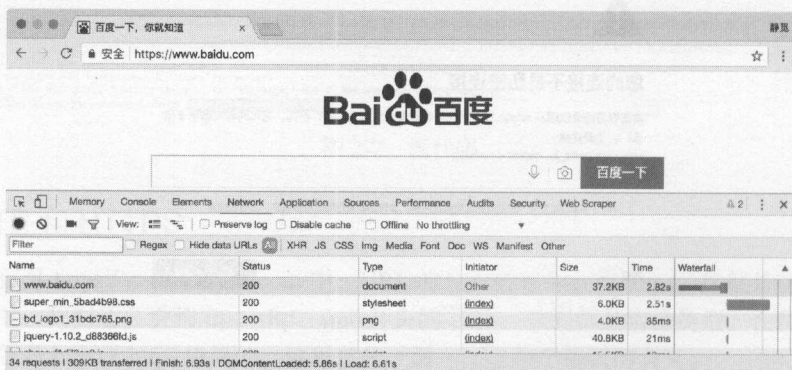 百度一下，你就知道 ×
静觅
安全 https://www.baidu.com
Bai du 百度
百度一下
Memory Console Elements Network Application Sources Performance Audits Security Web Scraper 2
View: Preserve log Disable cache Offline No throttling
Filter Regex Hide data URLs All XHR JS CSS Img Media Font Doc WS Manifest Other
Name Status Type Initiator Size Time Waterfall
www.baidu.com 200 document Other 37.2KB 2.82s
super_min_5bad4b98.css 200 stylesheet (index) 6.0KB 2.51s
bd_logo1_31bdc765.png 200 png (index) 4.0KB 35ms
jquery-1.10.2_d88366fd.js 200 script (index) 40.8KB 21ms
34 requests | 309KB transferred | Finish: 6.93s | DOMContentLoaded: 5.86s | Load: 6.61s